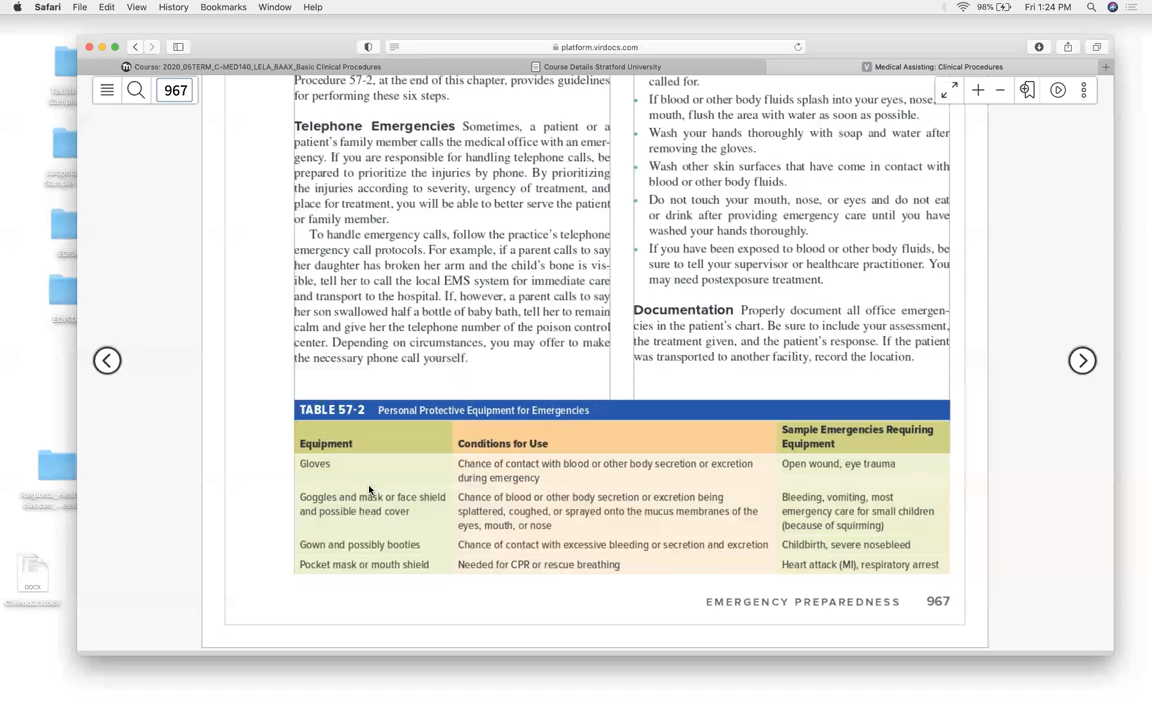 Safari File Edit View History Bookmarks Window Help
98% Fri 1:24 PM
platform.virdocs.com
Course: 2020_05TERM_C-MED140_LELA_8AAX_Basic Clinical Procedures
Course Details Stratford University
Medical Assisting: Clinical Procedures
967
Procedure 57-2, at the end of this chapter, provides guidelines
for performing these six steps.
Telephone Emergencies Sometimes, a patient or a
patient's family member calls the medical office with an emer-
gency. If you are responsible for handling telephone calls, be
prepared to prioritize the injuries by phone. By prioritizing
the injuries according to severity, urgency of treatment, and
place for treatment, you will be able to better serve the patient
or family member.
To handle emergency calls, follow the practice's telephone
emergency call protocols. For example, if a parent calls to say
her daughter has broken her arm and the child's bone is vis-
ible, tell her to call the local EMS system for immediate care
and transport to the hospital. If, however, a parent calls to say
her son swallowed half a bottle of baby bath, tell her to remain
calm and give her the telephone number of the poison control
center. Depending on circumstances, you may offer to make
the necessary phone call yourself.
called for.
• If blood or other body fluids splash into your eyes, nose,
mouth, flush the area with water as soon as possible.
• Wash your hands thoroughly with soap and water after
removing the gloves.
• Wash other skin surfaces that have come in contact with
blood or other body fluids.
• Do not touch your mouth, nose, or eyes and do not eat
or drink after providing emergency care until you have
washed your hands thoroughly.
• If you have been exposed to blood or other body fluids, be
sure to tell your supervisor or healthcare practitioner. You
may need postexposure treatment.
Documentation Properly document all office emergen-
cies in the patient's chart. Be sure to include your assessment,
the treatment given, and the patient's response. If the patient
was transported to another facility, record the location.
TABLE 57-2 Personal Protective Equipment for Emergencies
Equipment
Conditions for Use
Sample Emergencies Requiring
Equipment
Gloves
Chance of contact with blood or other body secretion or excretion
during emergency
Open wound, eye trauma
Goggles and mask or face shield
and possible head cover
Chance of blood or other body secretion or excretion being
splattered, coughed, or sprayed onto the mucus membranes of the
eyes, mouth, or nose
Bleeding, vomiting, most
emergency care for small children
(because of squirming)
Gown and possibly booties
Chance of contact with excessive bleeding or secretion and excretion
Childbirth, severe nosebleed
Pocket mask or mouth shield
Needed for CPR or rescue breathing
Heart attack (MI), respiratory arrest
EMERGENCY PREPAREDNESS 967
DOCX